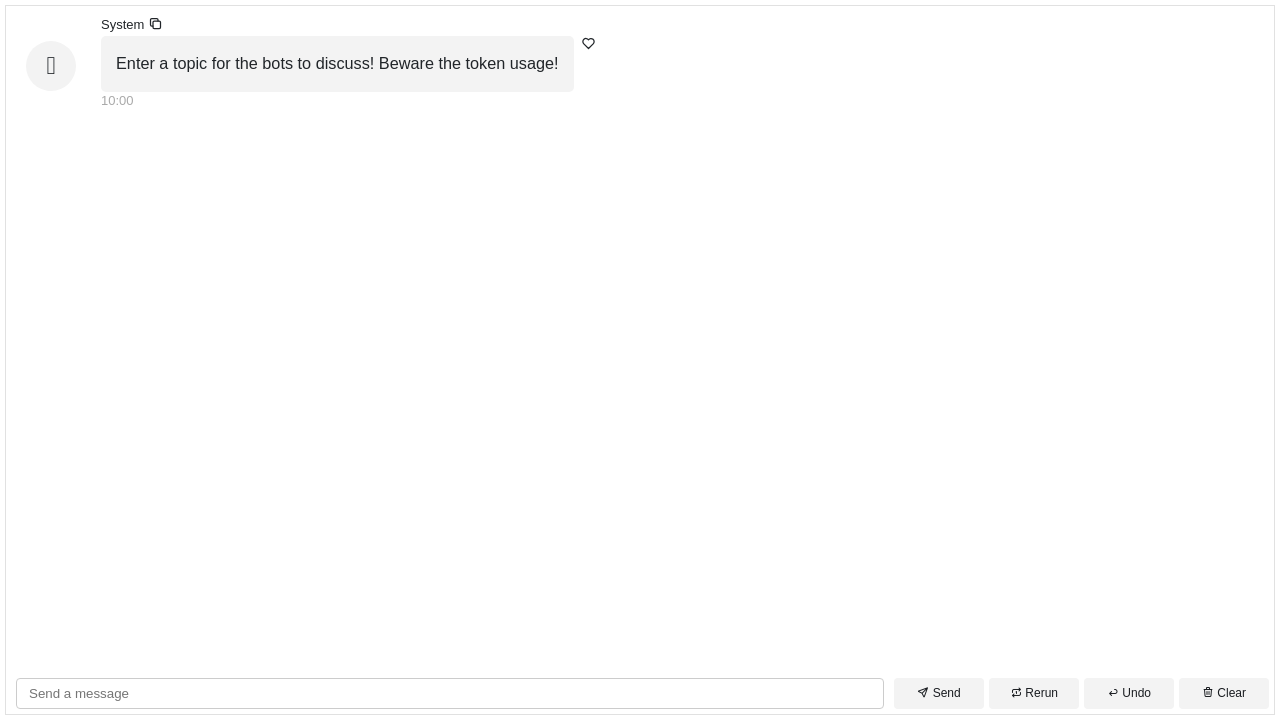 System
Enter a topic for the bots to discuss! Beware the token usage!
10:00
Send a message
Send
Rerun
Undo
Clear